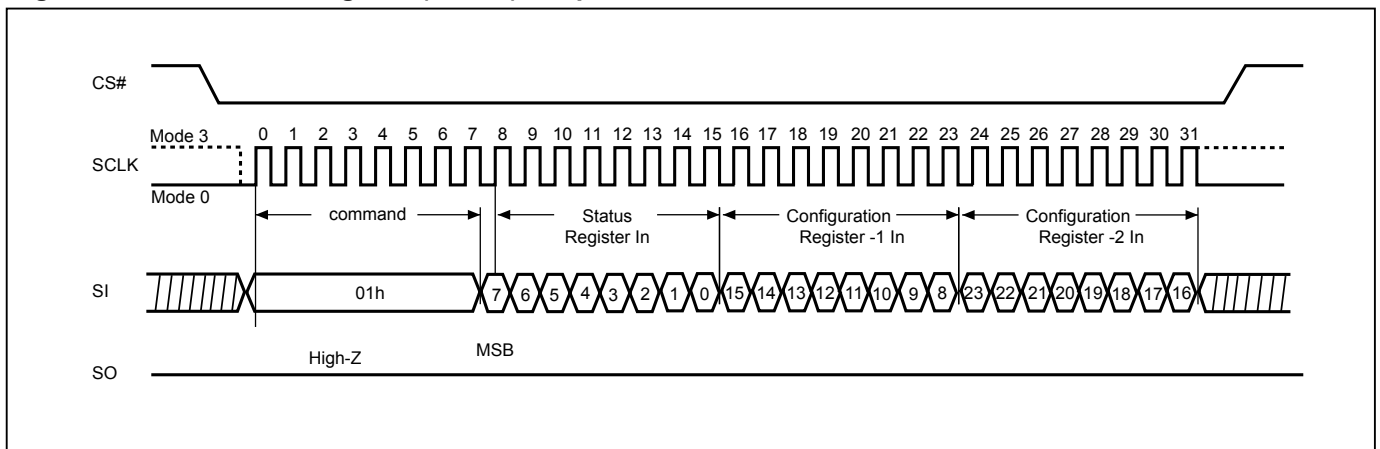 CS#
Mode 3
0 1 2 3 4 5 6 7 8 9 10 11 12 13 14 15 16 17 18 19 20 21 22 23 24 25 26 27 28 29 30 31
SCLK
Mode 0
command Status Configuration Configuration
Register In Register -1 In Register -2 In
SI 01h 7 6 5 4 3 2 1 0 15 14 13 12 11 10 9 8 23 22 21 20 19 18 17 16
High-Z MSB
SO